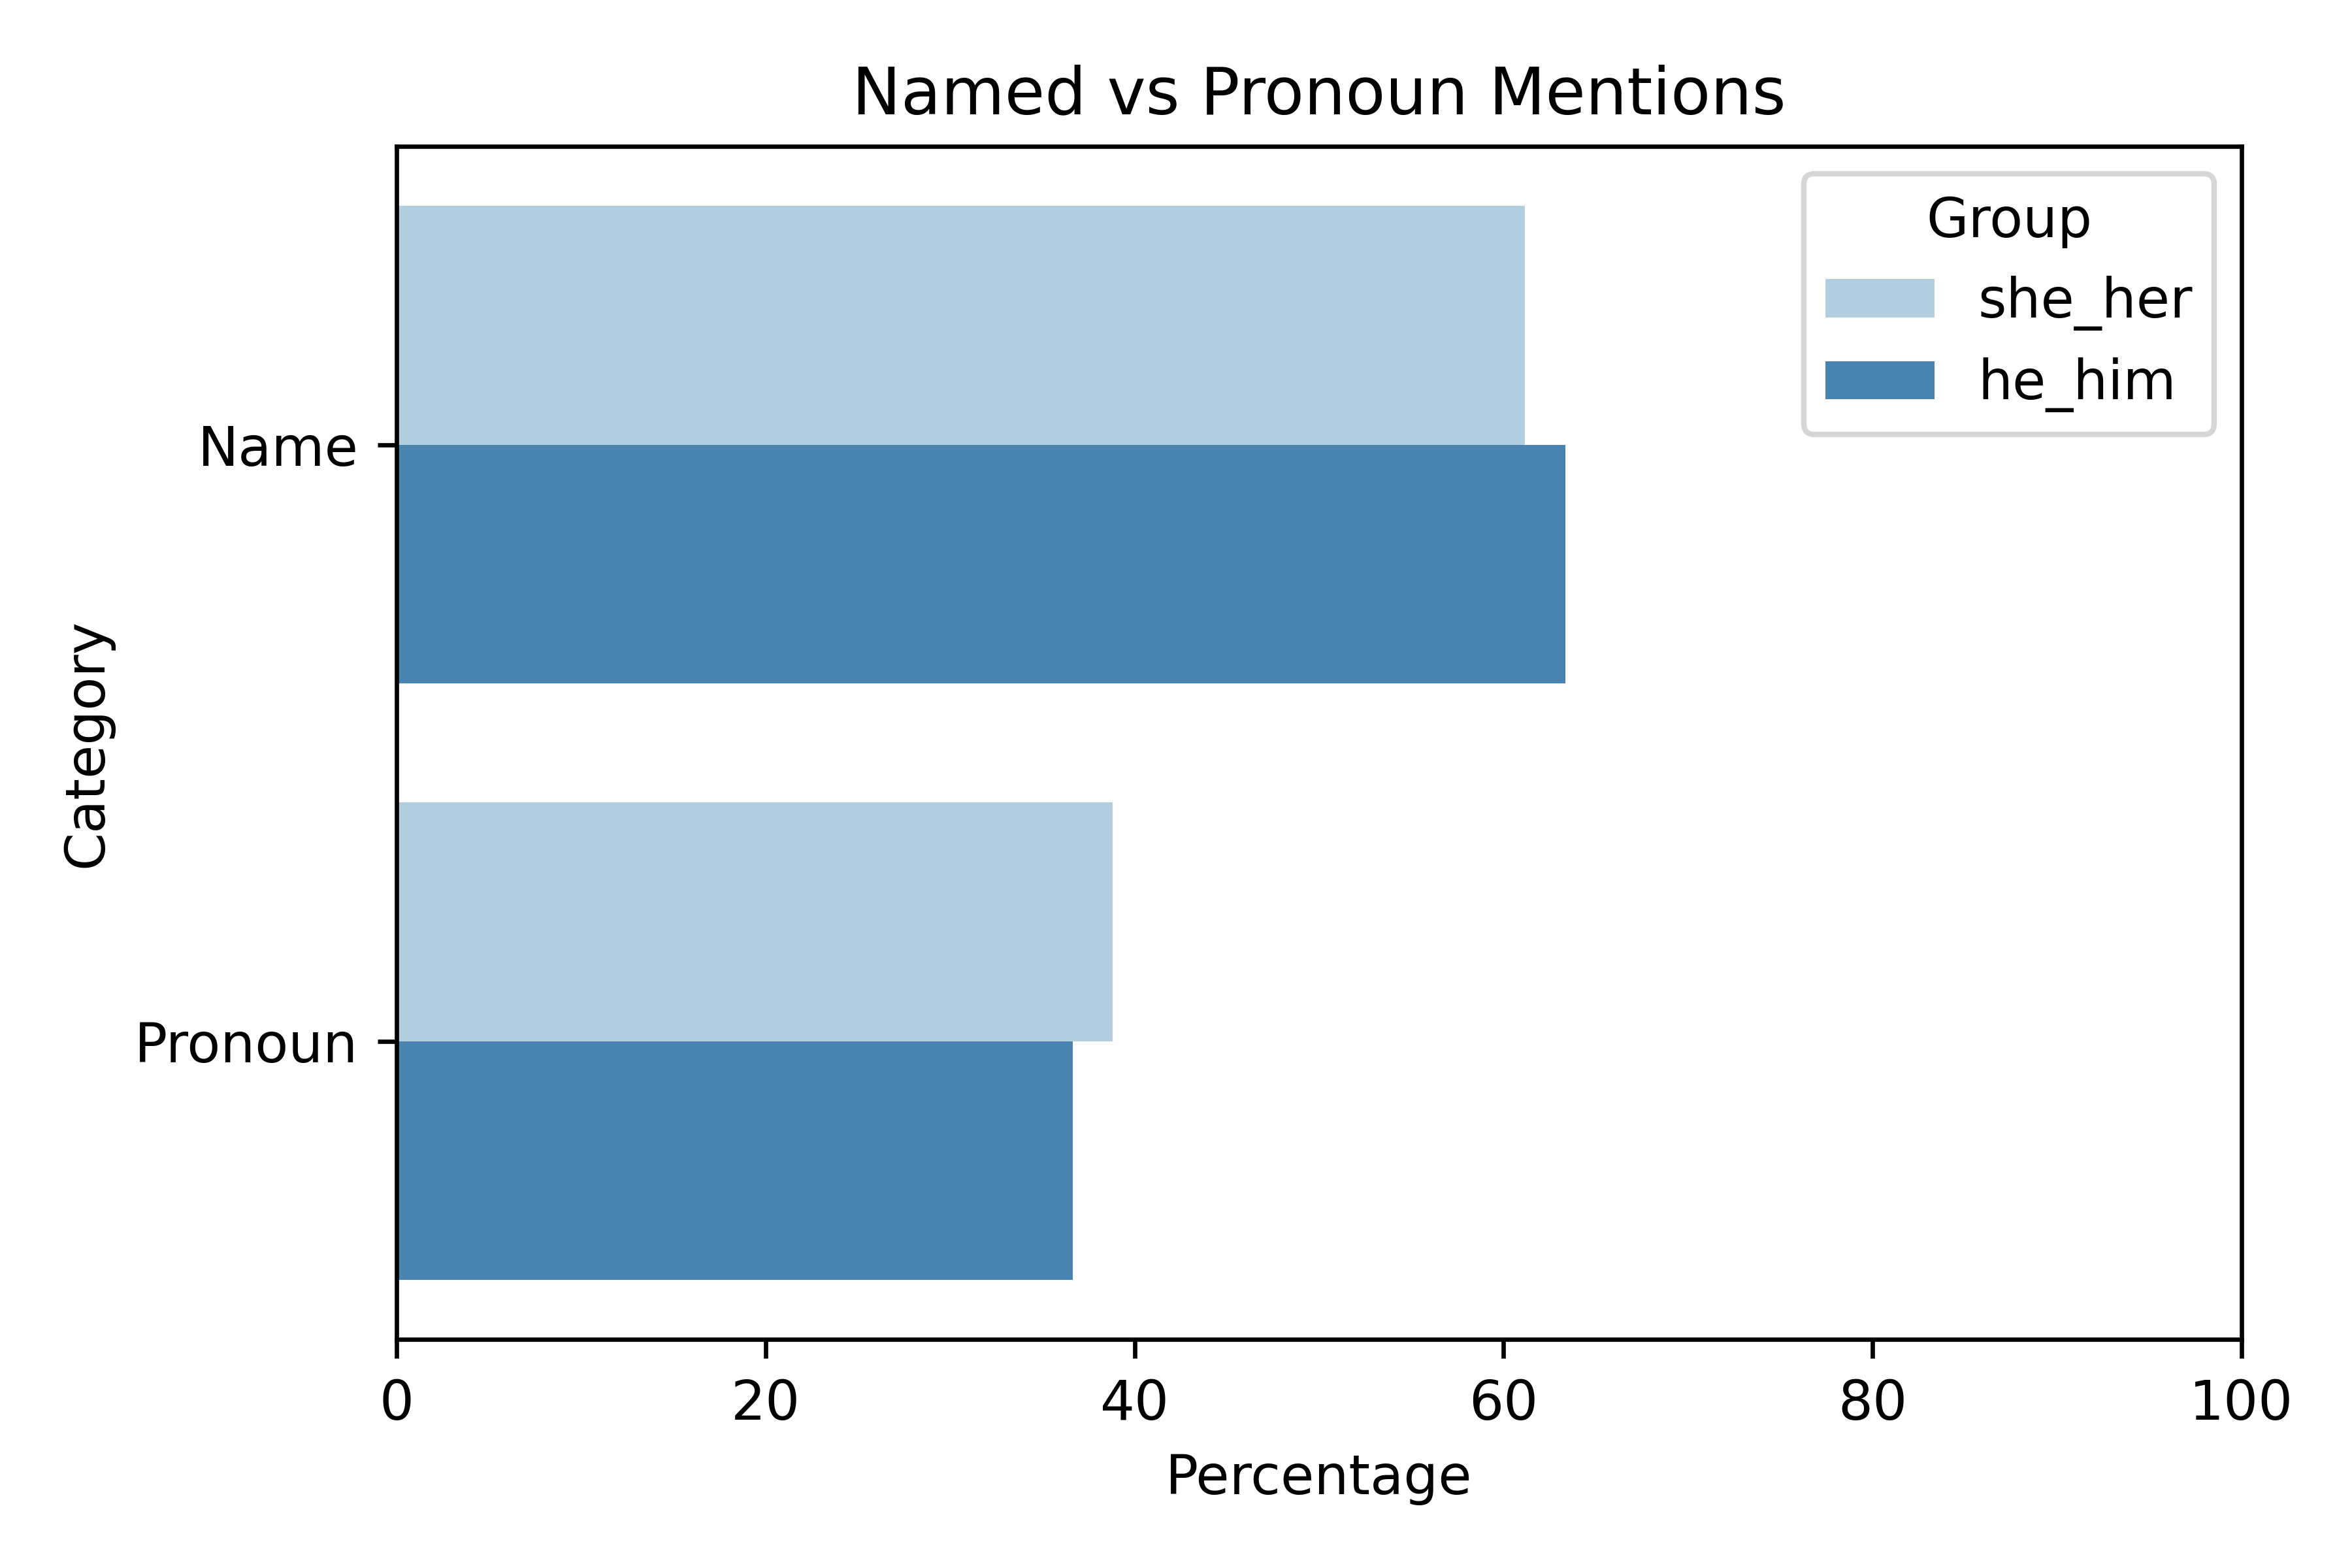 Named vs Pronoun Mentions
Group
she_her
he_him
Name
Pronoun
Category
0 20 40 60 80 100
Percentage